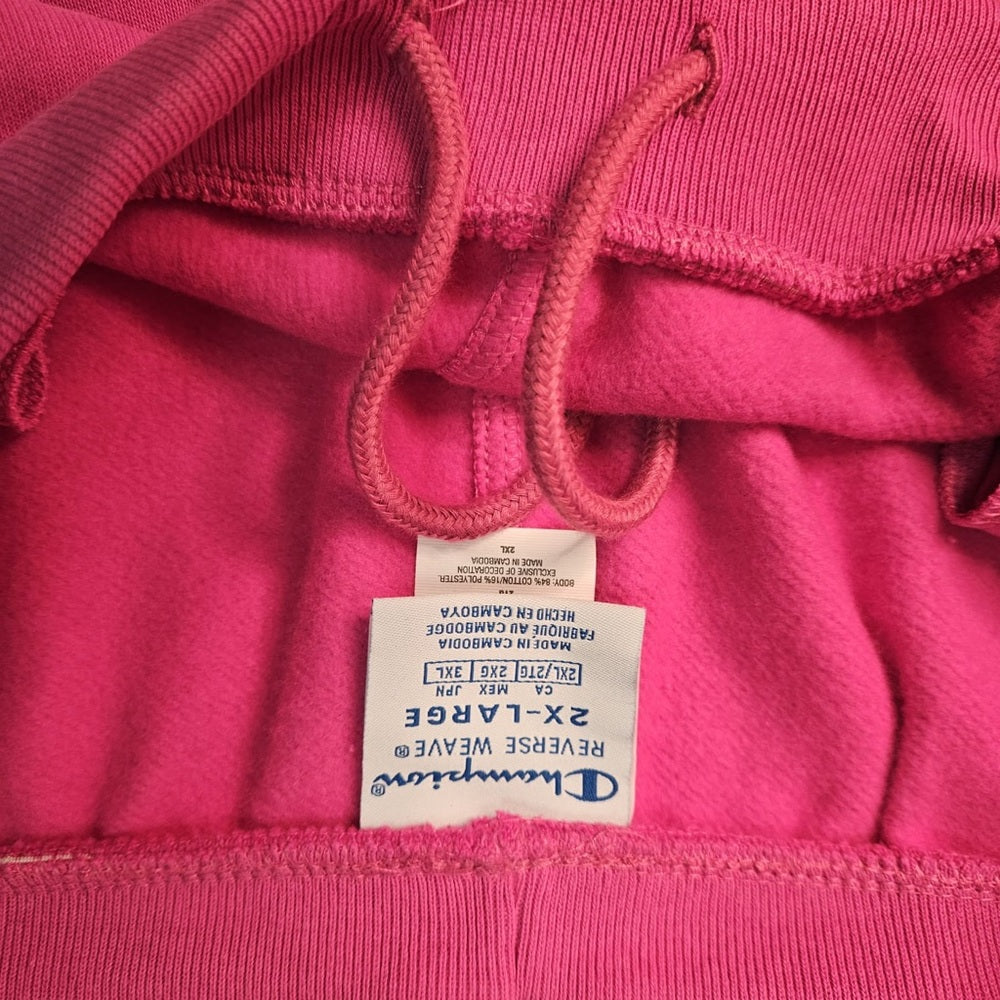 Champion®
REVERSE WEAVE®
2X-LARGE
CA MEX JPN
2XL/2TG 2XG 3XL
MADE IN CAMBODIA
FABRIQUÉ AU CAMBODGE
HECHO EN CAMBOYA
BODY: 84% COTTON/16% POLYESTER.
EXCLUSIVE OF DECORATION
MADE IN CAMBODIA
2XL